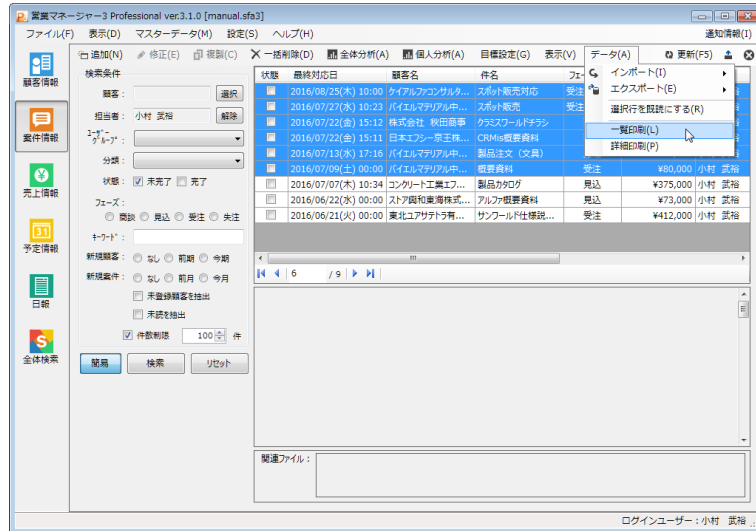 営業マネージャー3 Professional ver.3.1.0 [manual.sfa3]
ファイル(F) 表示(D) マスターデータ(M) 設定(S) ヘルプ(H) 通知情報(I)
追加(N) 修正(E) 複製(C) 一括削除(D) 全体分析(A) 個人分析(A) 目標設定(G) 表示(V) データ(A) 更新(F5)
インポート(I)
エクスポート(E)
選択行を既読にする(R)
一覧印刷(L)
詳細印刷(P)
顧客情報
案件情報
売上情報
予定情報
日報
全体検索
検索条件
顧客: 選択
担当者: 小村 武裕 解除
ユーザー グループ:
分類:
状態: 未完了 完了
フェーズ:
商談 見込 受注 失注
キーワード:
新規顧客: なし 前期 今期
新規案件: なし 前月 今月
未登録顧客を抽出
未読を抽出
件数制限 100 件
簡易 検索 リセット
状態 最終対応日 顧客名 件名 フェー
2016/08/25(木) 10:00 ケイアルファコンサルタ... スポット販売対応 受注
2016/07/27(水) 10:23 バイエルマテリアル中... スポット販売 受注
2016/07/22(金) 15:12 株式会社 秋田商事 クラミスワールドチラシ
2016/07/22(金) 15:11 日本エフシー京王株... CRMis概要資料
2016/07/13(水) 17:16 バイエルマテリアル中... 製品注文（文具）
2016/07/09(土) 00:00 バイエルマテリアル中... 概要資料 受注 ¥80,000 小村 武裕
2016/07/07(木) 10:34 コンクリート工業エフ... 製品カタログ 見込 ¥375,000 小村 武裕
2016/06/22(水) 00:00 ストア興和東海株式... アルファ概要資料 見込 ¥73,000 小村 武裕
2016/06/21(火) 00:00 東北ユアサテトラ有... サンワールド仕様説... 受注 ¥412,000 小村 武裕
6 / 9
関連ファイル:
ログインユーザー:小村 武裕